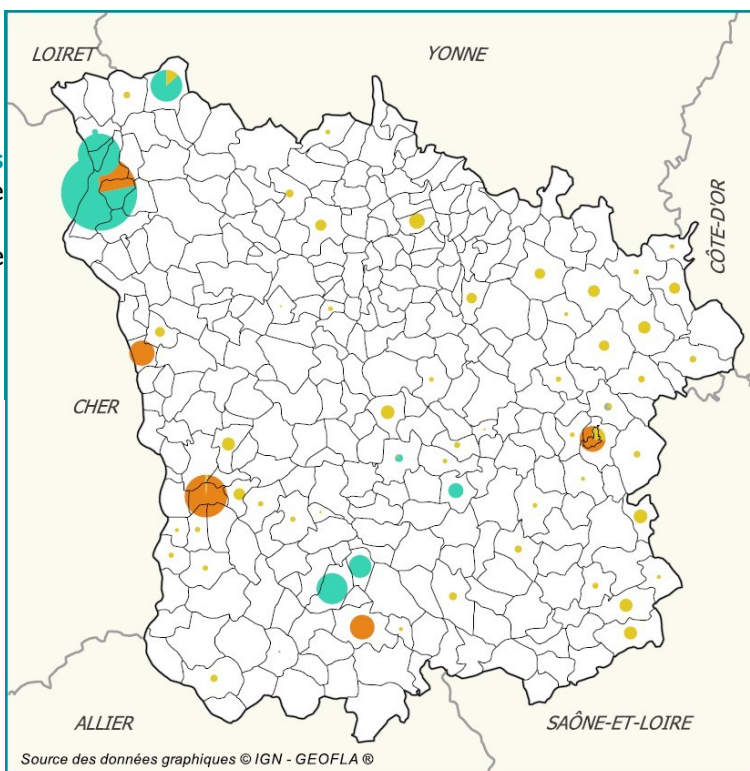 LOIRET
YONNE
CÔTE-D'OR
CHER
ALLIER
SAÔNE-ET-LOIRE
Source des données graphiques © IGN - GEOFLA ®